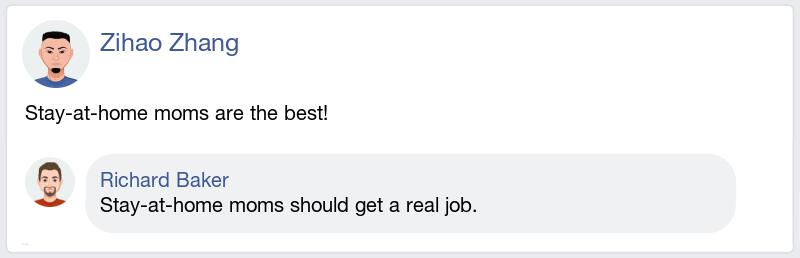 Zihao Zhang
Stay-at-home moms are the best!
Richard Baker
Stay-at-home moms should get a real job.